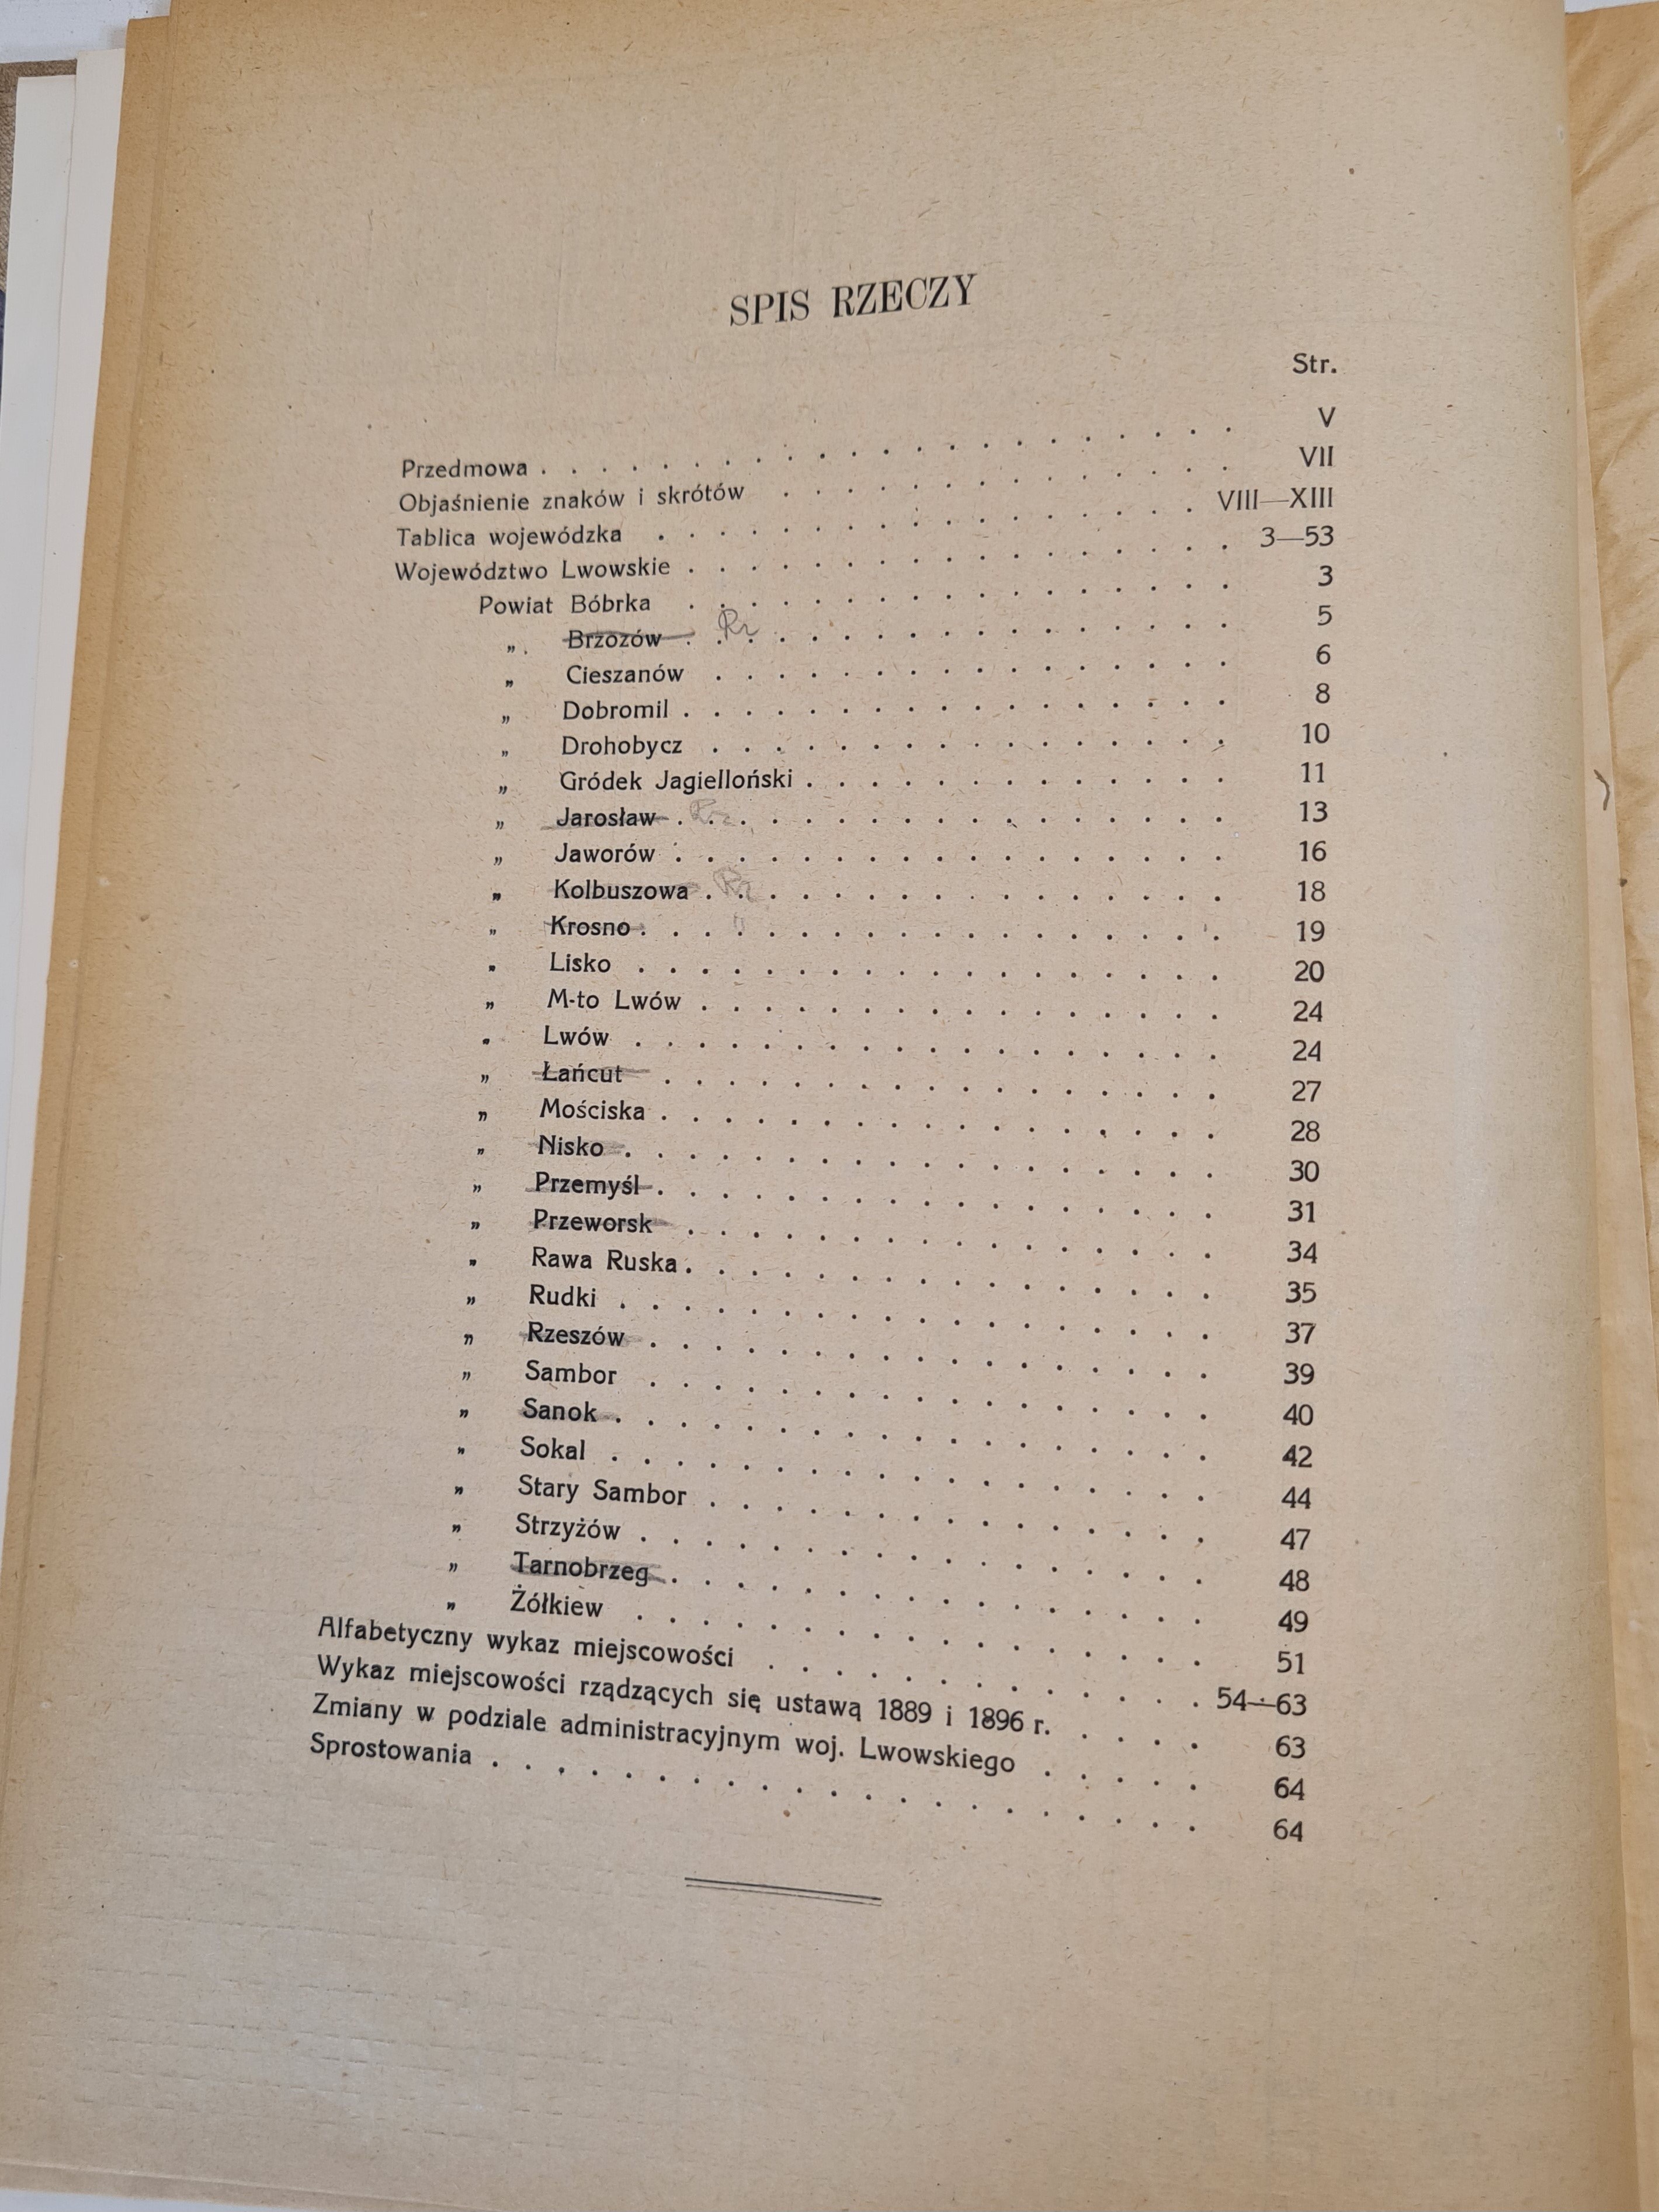 SPIS RZECZY
Str.
Przedmowa . . . . . . . . . . . . . . . . . . . . . . V
Objaśnienie znaków i skrótów . . . . . . . . . . . . . . . VII
Tablica wojewódzka . . . . . . . . . . . . . . . . . . VIII—XIII
Województwo Lwowskie . . . . . . . . . . . . . . . . . . 3—53
Powiat Bóbrka . . . . . . . . . . . . . . . . . . 3
„ Brzozów . . . . . . . . . . . . . . . . . . 5
„ Cieszanów . . . . . . . . . . . . . . . . . 6
„ Dobromil . . . . . . . . . . . . . . . . . . 8
„ Drohobycz . . . . . . . . . . . . . . . . . 10
„ Gródek Jagielloński . . . . . . . . . . . . . . 11
„ Jarosław . . . . . . . . . . . . . . . . . . 13
„ Jaworów . . . . . . . . . . . . . . . . . . 16
„ Kolbuszowa . . . . . . . . . . . . . . . . . 18
„ Krosno . . . . . . . . . . . . . . . . . . . 19
„ Lisko . . . . . . . . . . . . . . . . . . . 20
„ M-to Lwów . . . . . . . . . . . . . . . . . 24
„ Lwów . . . . . . . . . . . . . . . . . . . 24
„ Łańcut . . . . . . . . . . . . . . . . . . 27
„ Mościska . . . . . . . . . . . . . . . . . . 28
„ Nisko . . . . . . . . . . . . . . . . . . . 30
„ Przemyśl . . . . . . . . . . . . . . . . . . 31
„ Przeworsk . . . . . . . . . . . . . . . . . 34
„ Rawa Ruska . . . . . . . . . . . . . . . . . 35
„ Rudki . . . . . . . . . . . . . . . . . . . 37
„ Rzeszów . . . . . . . . . . . . . . . . . . 39
„ Sambor . . . . . . . . . . . . . . . . . . 40
„ Sanok . . . . . . . . . . . . . . . . . . . 42
„ Sokal . . . . . . . . . . . . . . . . . . . 44
„ Stary Sambor . . . . . . . . . . . . . . . . 47
„ Strzyżów . . . . . . . . . . . . . . . . . . 48
„ Tarnobrzeg . . . . . . . . . . . . . . . . . 49
„ Żółkiew . . . . . . . . . . . . . . . . . . 51
Alfabetyczny wykaz miejscowości . . . . . . . . . . . . . . 54—63
Wykaz miejscowości rządzących się ustawą 1889 i 1896 r. . . . . . 63
Zmiany w podziale administracyjnym woj. Lwowskiego . . . . . 64
Sprostowania . . . . . . . . . . . . . . . . . . . . . . 64